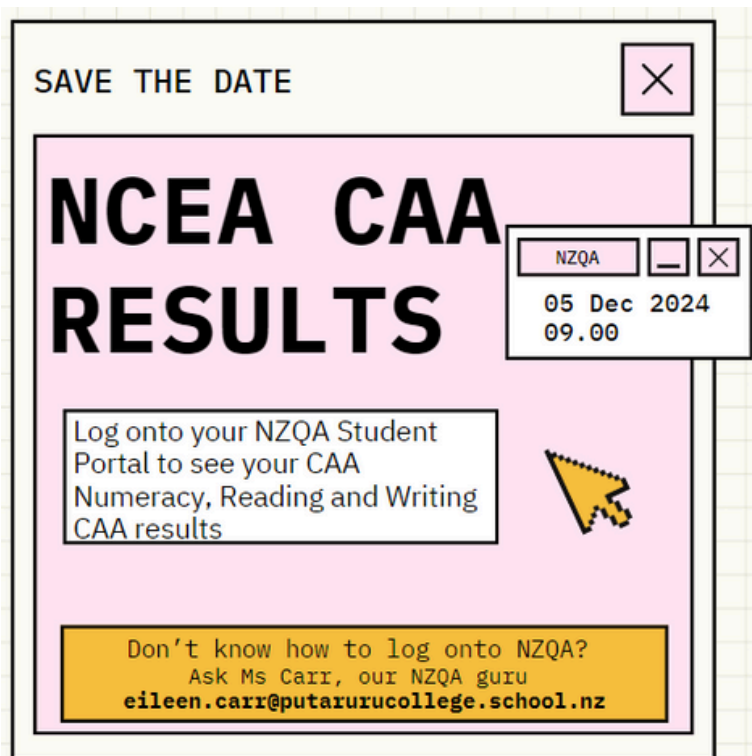 SAVE THE DATE
NCEA CAA
RESULTS
NZQA
05 Dec 2024
09.00
Log onto your NZQA Student
Portal to see your CAA
Numeracy, Reading and Writing
CAA results
Don't know how to log onto NZQA?
Ask Ms Carr, our NZQA guru
eileen.carr@putarurucollege.school.nz